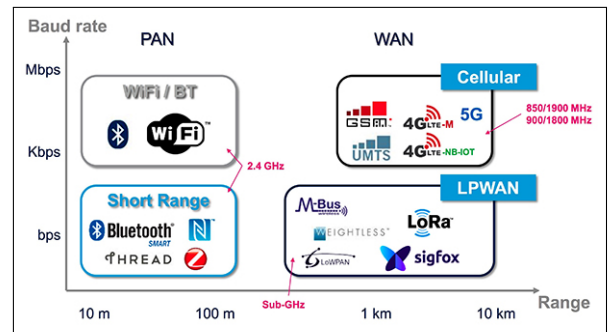 Baud rate
PAN
WAN
Mbps
Kbps
bps
WiFi / BT
WiFi
Cellular
GSM
4G LTE-M
5G
UMTS
4G LTE-NB-IOT
850/1900 MHz
900/1800 MHz
2.4 GHz
Short Range
Bluetooth
SMART
N
THREAD
LPWAN
M-Bus
LoRa
WEIGHTLESS
6LoWPAN
sigfox
Sub-GHz
10 m
100 m
1 km
10 km
Range